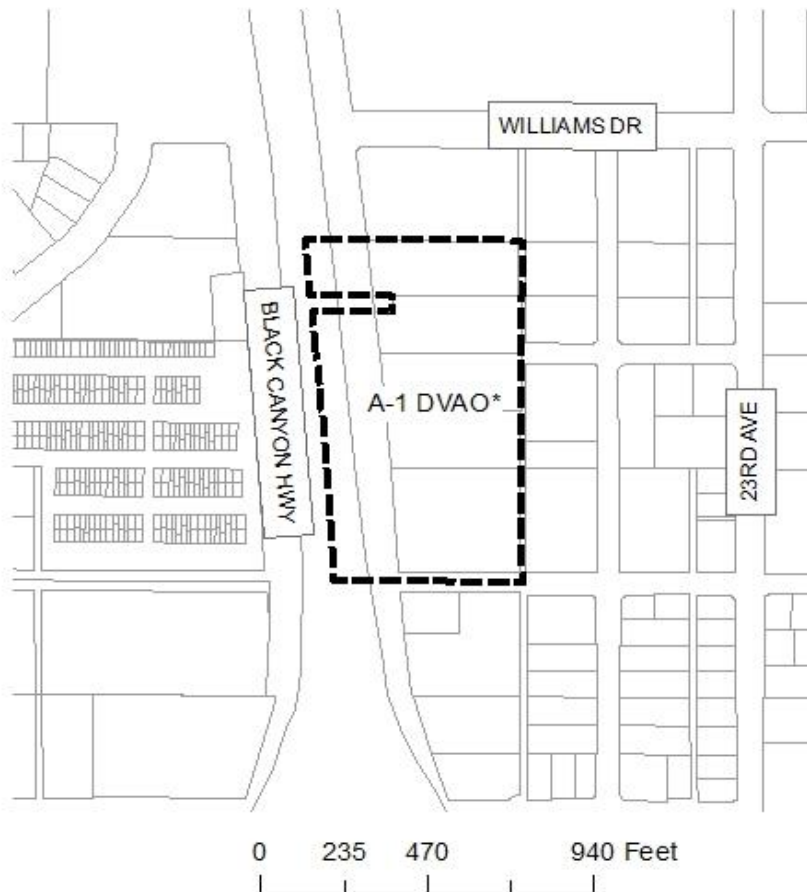 WILLIAMS DR
BLACK CANYON HWY
A-1 DVAO*
23RD AVE
0 235 470 940 Feet